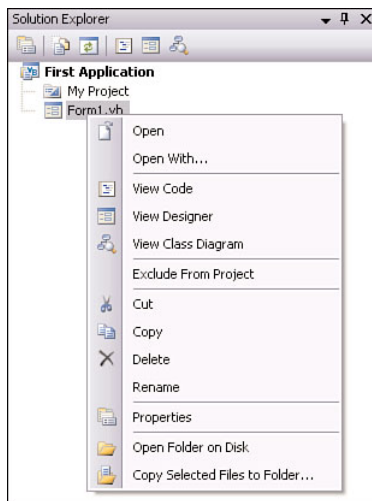 Solution Explorer
First Application
My Project
Form1.vb
Open
Open With...
View Code
View Designer
View Class Diagram
Exclude From Project
Cut
Copy
Delete
Rename
Properties
Open Folder on Disk
Copy Selected Files to Folder...